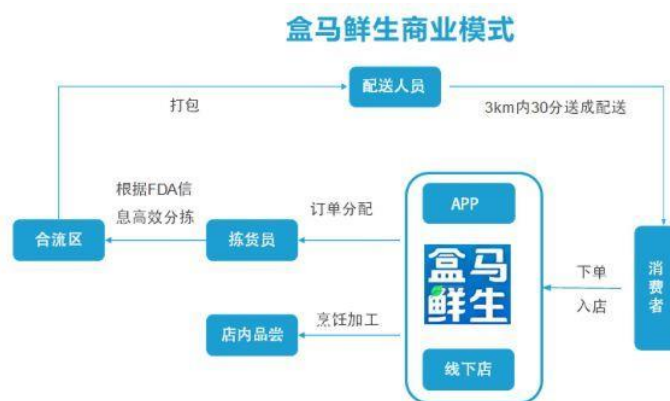 盒马鲜生商业模式
配送人员
打包
3km内30分送成配送
根据FDA信
息高效分拣
订单分配
APP
合流区
拣货员
盒马
鲜生
下单
入店
消费者
店内品尝
烹饪加工
线下店